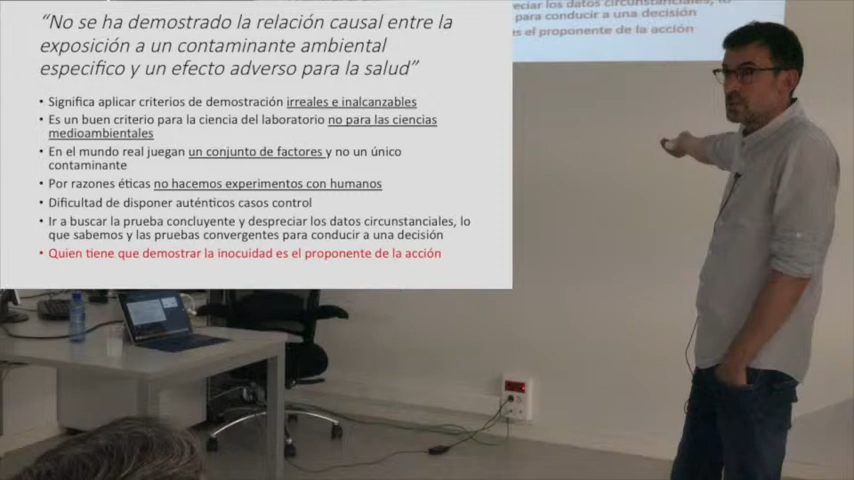 “No se ha demostrado la relación causal entre la
exposición a un contaminante ambiental
especifico y un efecto adverso para la salud”
• Significa aplicar criterios de demostración irreales e inalcanzables
• Es un buen criterio para la ciencia del laboratorio no para las ciencias
medioambientales
• En el mundo real juegan un conjunto de factores y no un único
contaminante
• Por razones éticas no hacemos experimentos con humanos
• Dificultad de disponer auténticos casos control
• Ir a buscar la prueba concluyente y despreciar los datos circunstanciales, lo
que sabemos y las pruebas convergentes para conducir a una decisión
• Quien tiene que demostrar la inocuidad es el proponente de la acción
los datos circunstanciales, lo
para conducir a una decisión
es el proponente de la acción